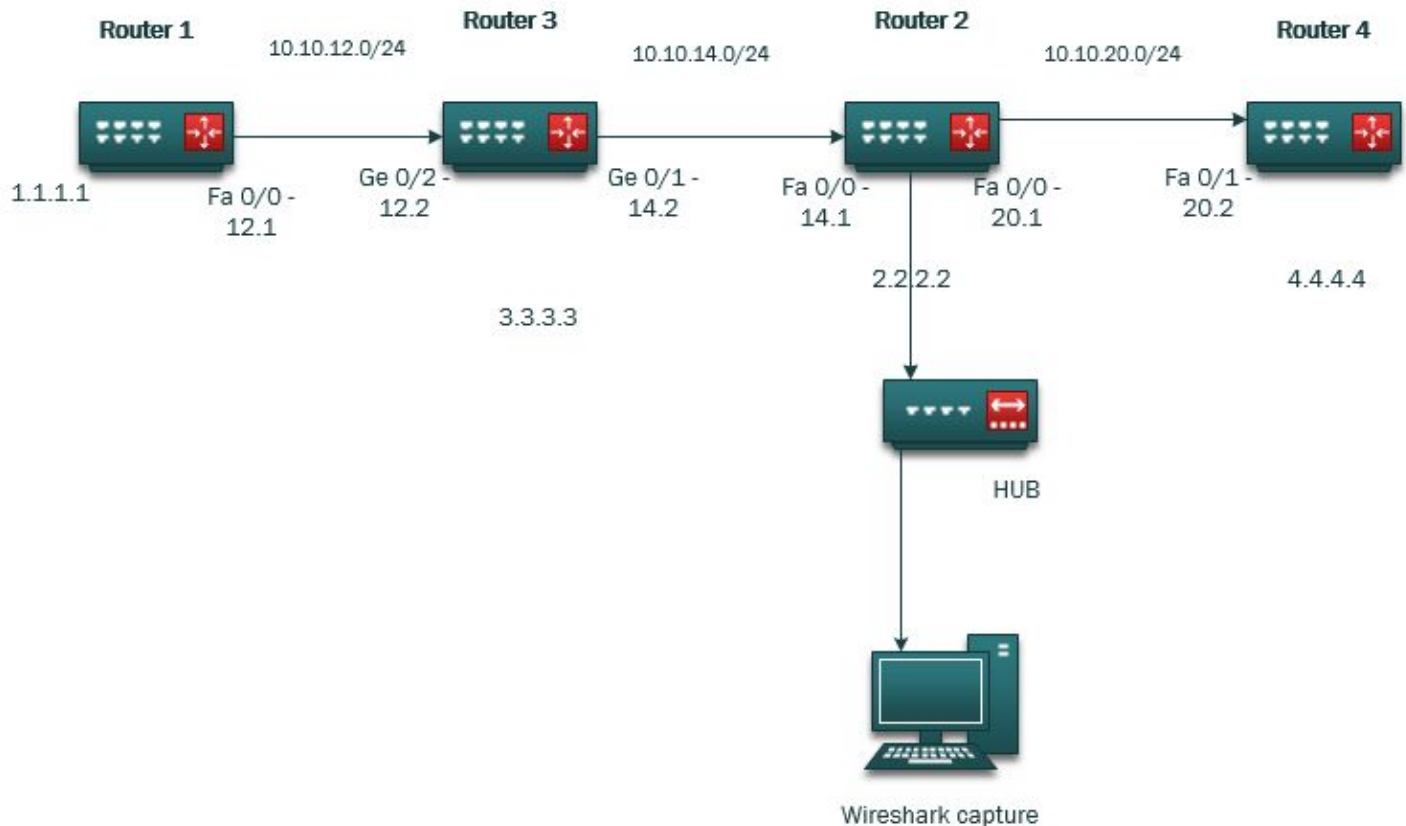 Router 1
Router 3
Router 2
Router 4
10.10.12.0/24
10.10.14.0/24
10.10.20.0/24
1.1.1.1
Fa 0/0 -
12.1
Ge 0/2 -
12.2
Ge 0/1 -
14.2
Fa 0/0 -
14.1
Fa 0/0 -
20.1
Fa 0/1 -
20.2
2.2.2.2
4.4.4.4
3.3.3.3
HUB
Wireshark capture